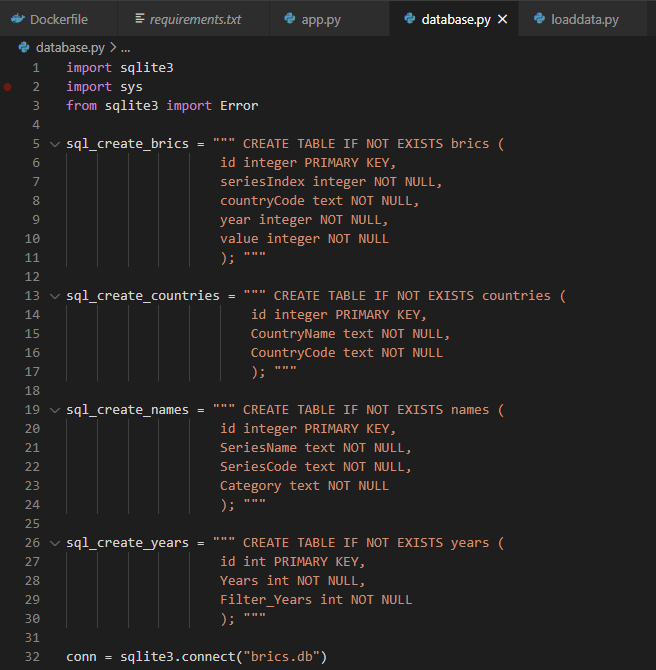 Dockerfile requirements.txt app.py database.py loaddata.py
database.py > ...
1 import sqlite3
2 import sys
3 from sqlite3 import Error
4
5 sql_create_brics = """ CREATE TABLE IF NOT EXISTS brics (
6 id integer PRIMARY KEY,
7 seriesIndex integer NOT NULL,
8 countryCode text NOT NULL,
9 year integer NOT NULL,
10 value integer NOT NULL
11 ); """
12
13 sql_create_countries = """ CREATE TABLE IF NOT EXISTS countries (
14 id integer PRIMARY KEY,
15 CountryName text NOT NULL,
16 CountryCode text NOT NULL
17 ); """
18
19 sql_create_names = """ CREATE TABLE IF NOT EXISTS names (
20 id integer PRIMARY KEY,
21 SeriesName text NOT NULL,
22 SeriesCode text NOT NULL,
23 Category text NOT NULL
24 ); """
25
26 sql_create_years = """ CREATE TABLE IF NOT EXISTS years (
27 id int PRIMARY KEY,
28 Years int NOT NULL,
29 Filter_Years int NOT NULL
30 ); """
31
32 conn = sqlite3.connect("brics.db")